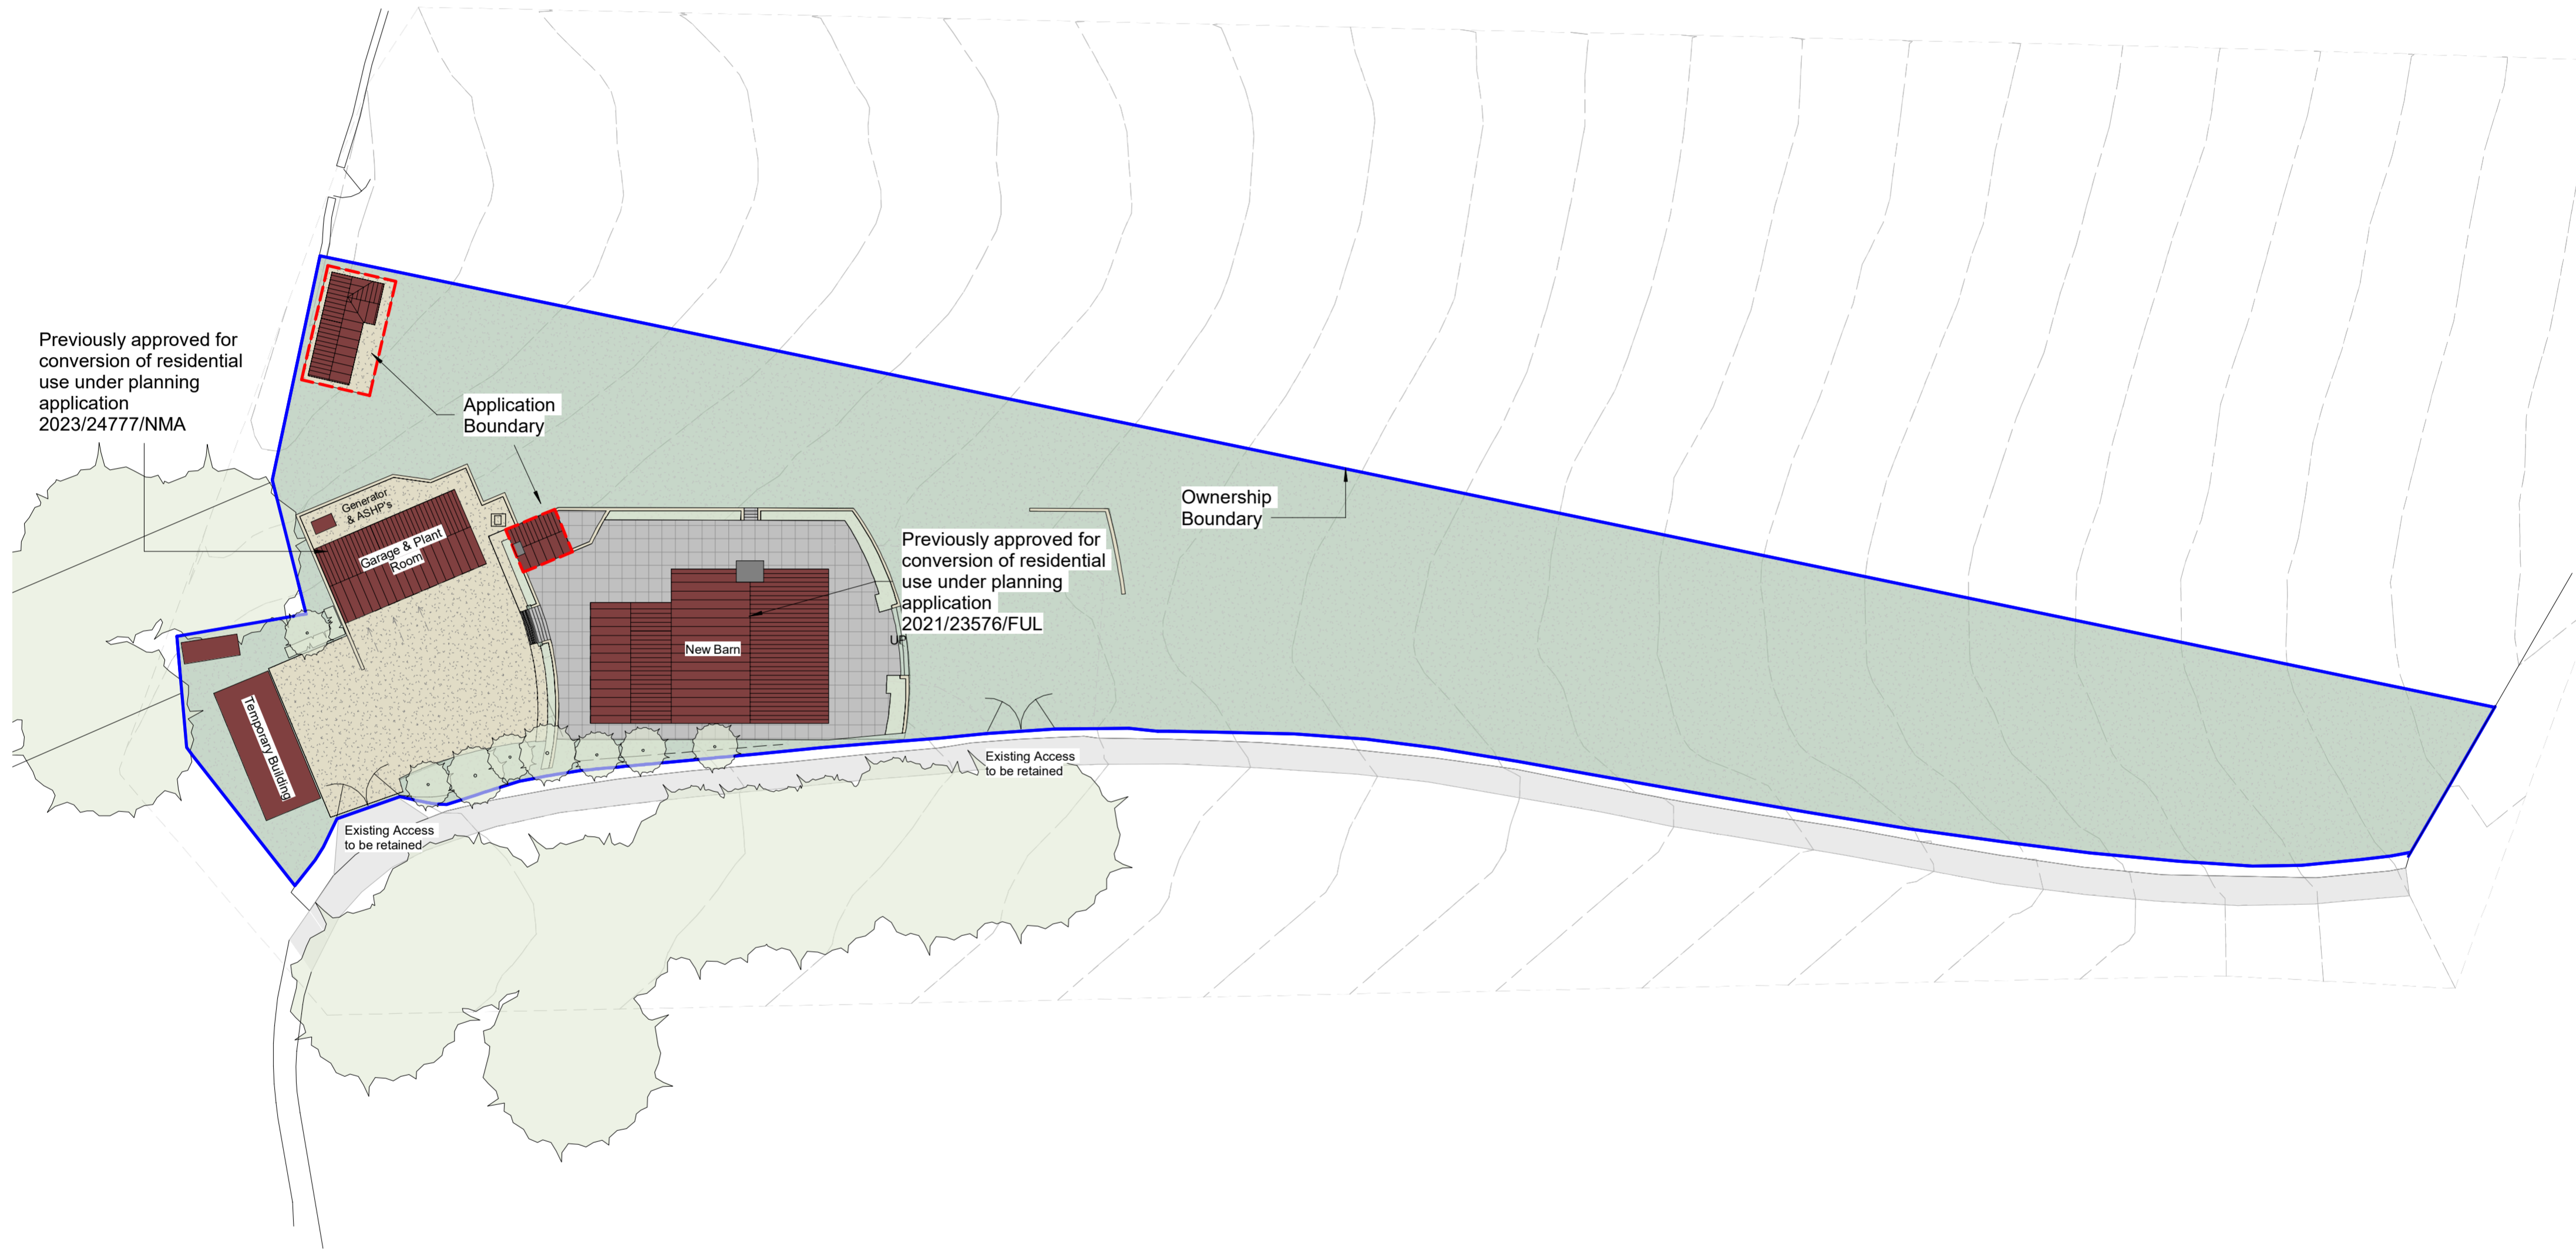 Previously approved for
conversion of residential
use under planning
application
2023/24777/NMA
Application
Boundary
Generator
& ASHP's
Garage & Plant
Room
Ownership
Boundary
Previously approved for
conversion of residential
use under planning
application
2021/23576/FUL
UP
New Barn
Temporary Building
Existing Access
to be retained
Existing Access
to be retained